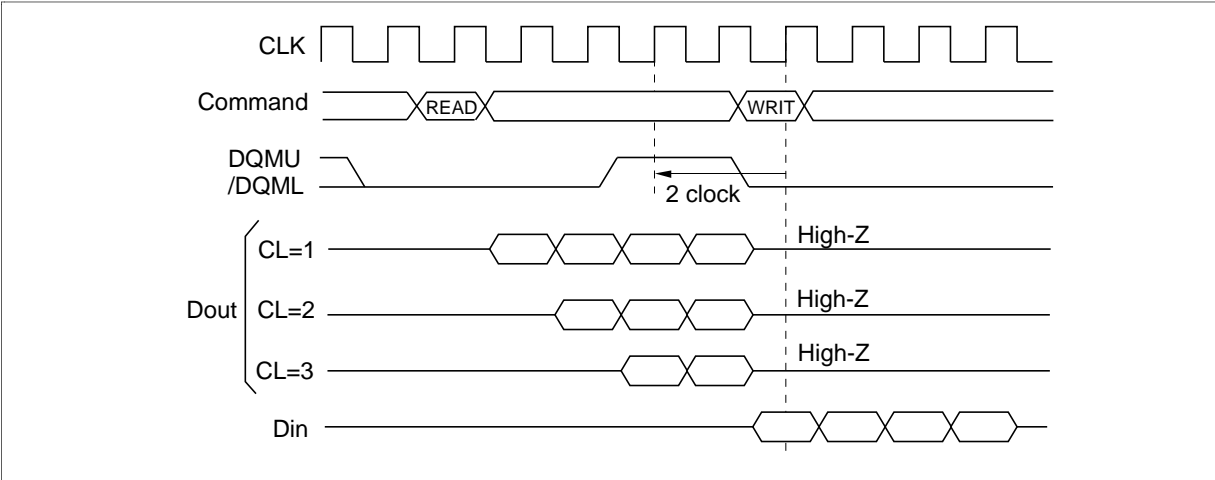 CLK
Command
READ
WRIT
DQMU
/DQML
2 clock
CL=1
High-Z
Dout
CL=2
High-Z
CL=3
High-Z
Din